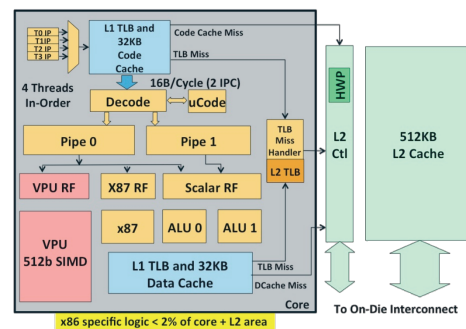 T0 IP
T1IP
T2 IP
T3 IP
L1 TLB and
32KB
Code
Cache
Code Cache Miss
TLB Miss
4 Threads
In-Order
16B/Cycle (2 IPC)
Decode
uCode
Pipe 0
Pipe 1
TLB
Miss
Handler
L2 TLB
HWP
L2
Ctl
512KB
L2 Cache
VPU RF
X87 RF
Scalar RF
VPU
512b SIMD
x87
ALU 0
ALU 1
L1 TLB and 32KB
Data Cache
TLB Miss
DCache Miss
Core
To On-Die Interconnect
x86 specific logic < 2% of core + L2 area